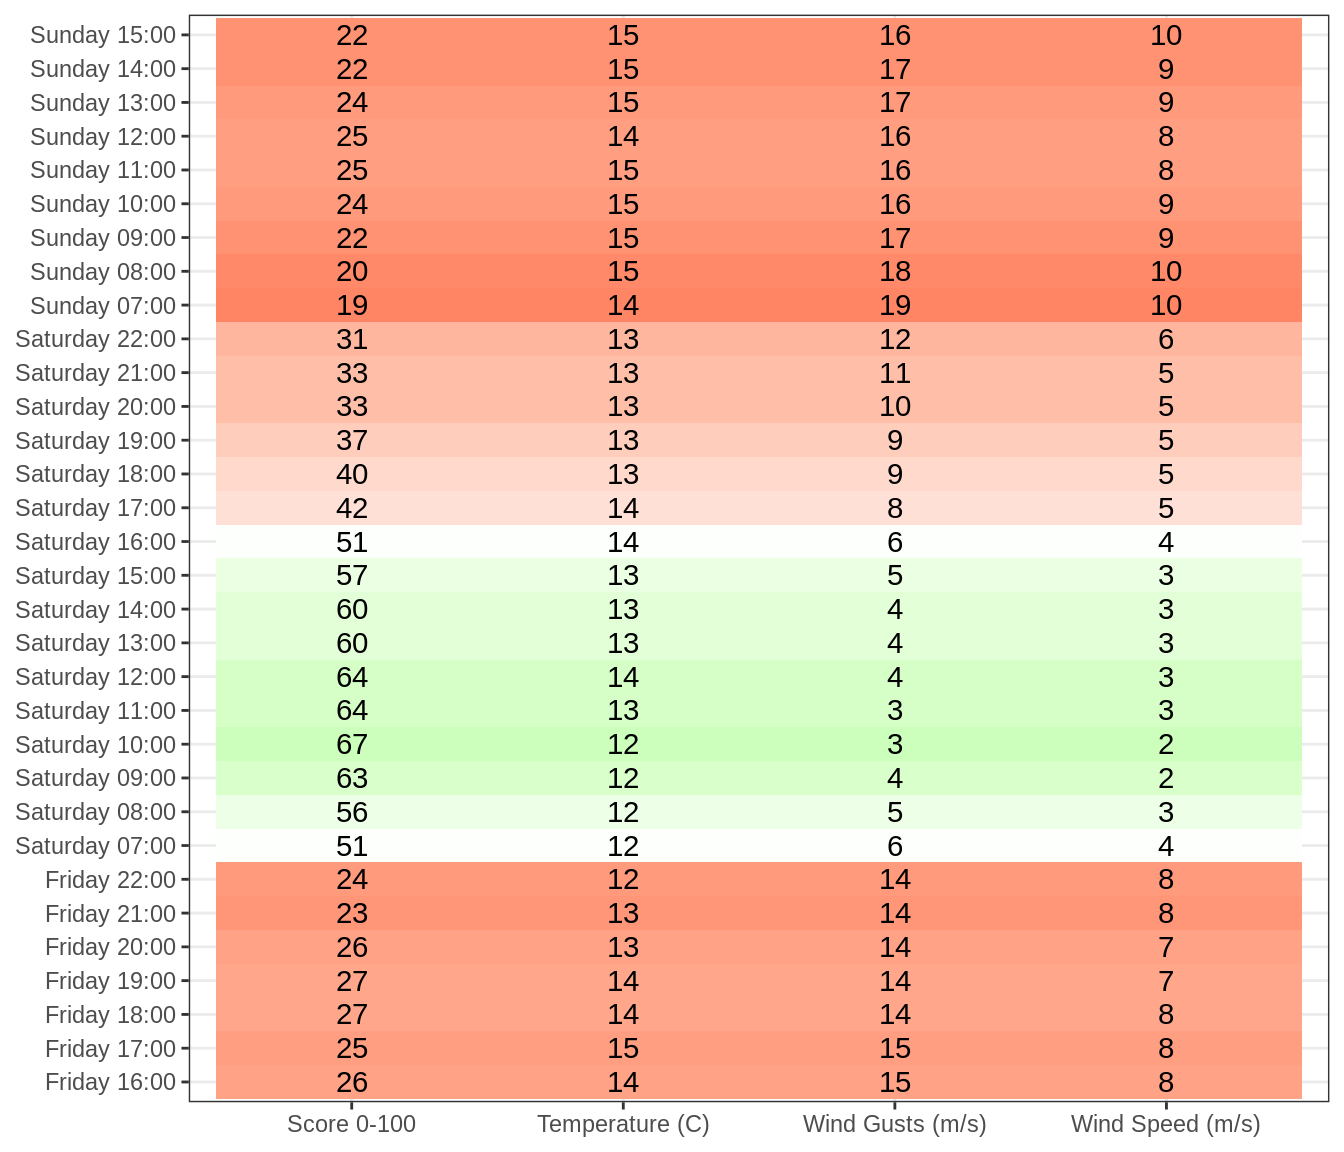 Sunday 15:00 22 15 16 10
Sunday 14:00 22 15 17 9
Sunday 13:00 24 15 17 9
Sunday 12:00 25 14 16 8
Sunday 11:00 25 15 16 8
Sunday 10:00 24 15 16 9
Sunday 09:00 22 15 17 9
Sunday 08:00 20 15 18 10
Sunday 07:00 19 14 19 10
Saturday 22:00 31 13 12 6
Saturday 21:00 33 13 11 5
Saturday 20:00 33 13 10 5
Saturday 19:00 37 13 9 5
Saturday 18:00 40 13 9 5
Saturday 17:00 42 14 8 5
Saturday 16:00 51 14 6 4
Saturday 15:00 57 13 5 3
Saturday 14:00 60 13 4 3
Saturday 13:00 60 13 4 3
Saturday 12:00 64 14 4 3
Saturday 11:00 64 13 3 3
Saturday 10:00 67 12 3 2
Saturday 09:00 63 12 4 2
Saturday 08:00 56 12 5 3
Saturday 07:00 51 12 6 4
Friday 22:00 24 12 14 8
Friday 21:00 23 13 14 8
Friday 20:00 26 13 14 7
Friday 19:00 27 14 14 7
Friday 18:00 27 14 14 8
Friday 17:00 25 15 15 8
Friday 16:00 26 14 15 8
Score 0-100 Temperature (C) Wind Gusts (m/s) Wind Speed (m/s)